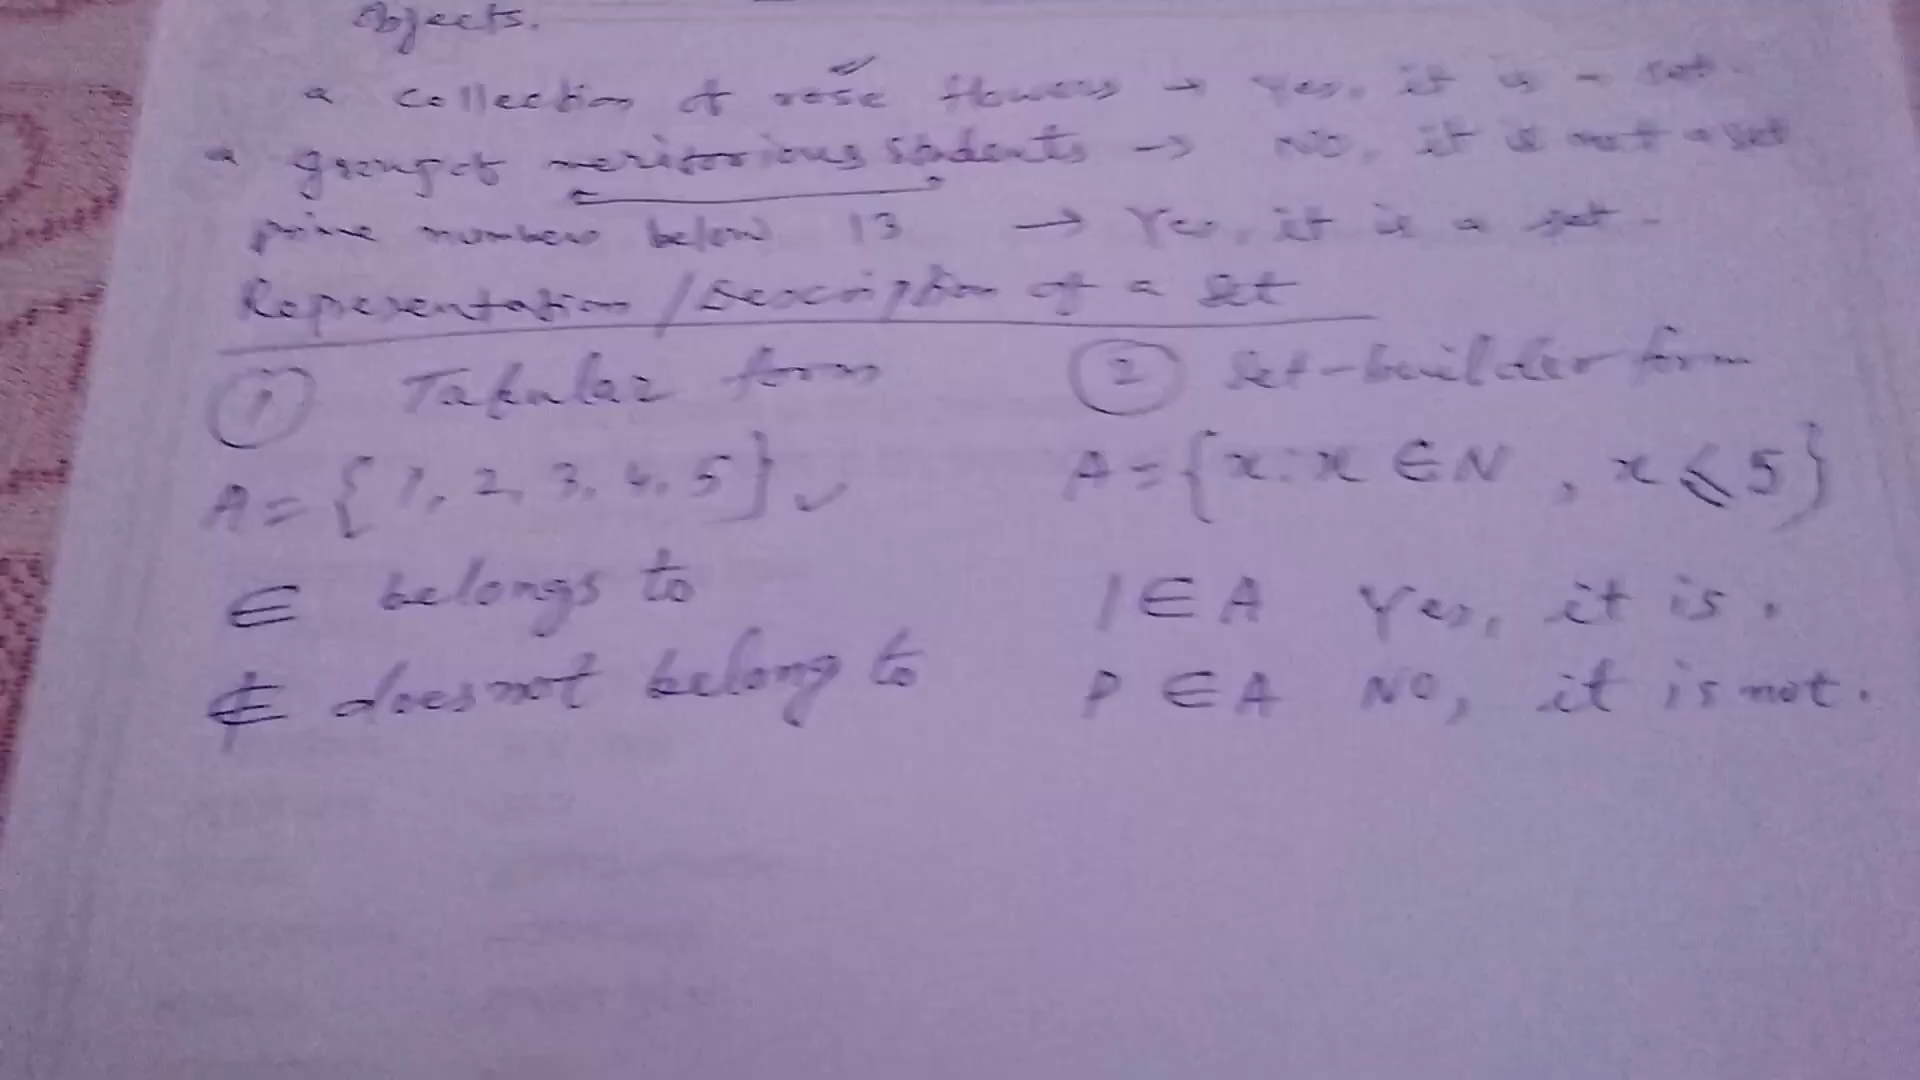 objects.
a collection of rose flowers → Yes, it is a set.
a group of meritorious students → NO, it is not a set
prime numbers below 13 → Yes, it is a set.
Representation / Description of a set
① Tabular form ② Set-builder form
A = {1, 2, 3, 4, 5} ✓ A = {x : x ∈ N, x ⩽ 5}
∈ belongs to 1 ∈ A Yes, it is.
∉ does not belong to P ∈ A NO, it is not.